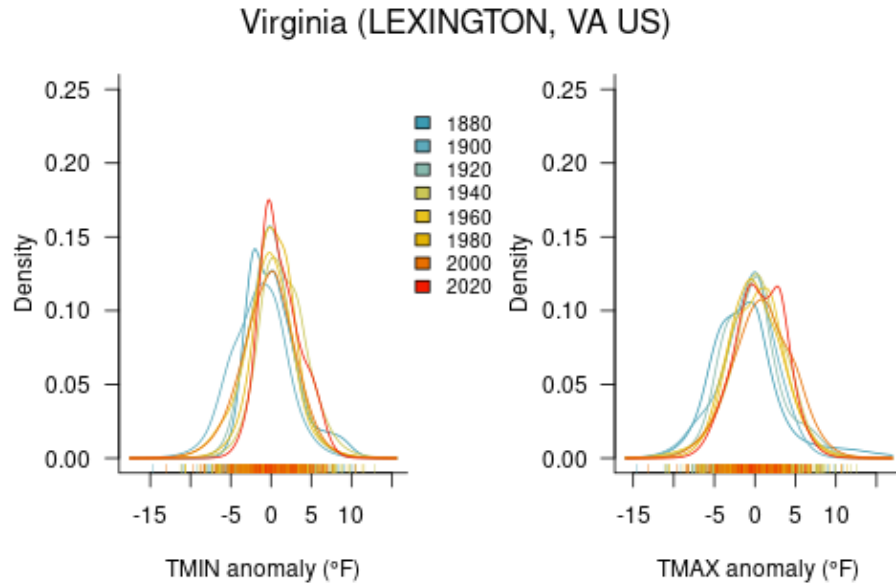 Virginia (LEXINGTON, VA US)
Density
0.25
0.20
0.15
0.10
0.05
0.00
-15 -5 0 5 10
TMIN anomaly (°F)
1880
1900
1920
1940
1960
1980
2000
2020
Density
0.25
0.20
0.15
0.10
0.05
0.00
-15 -5 0 5 10
TMAX anomaly (°F)